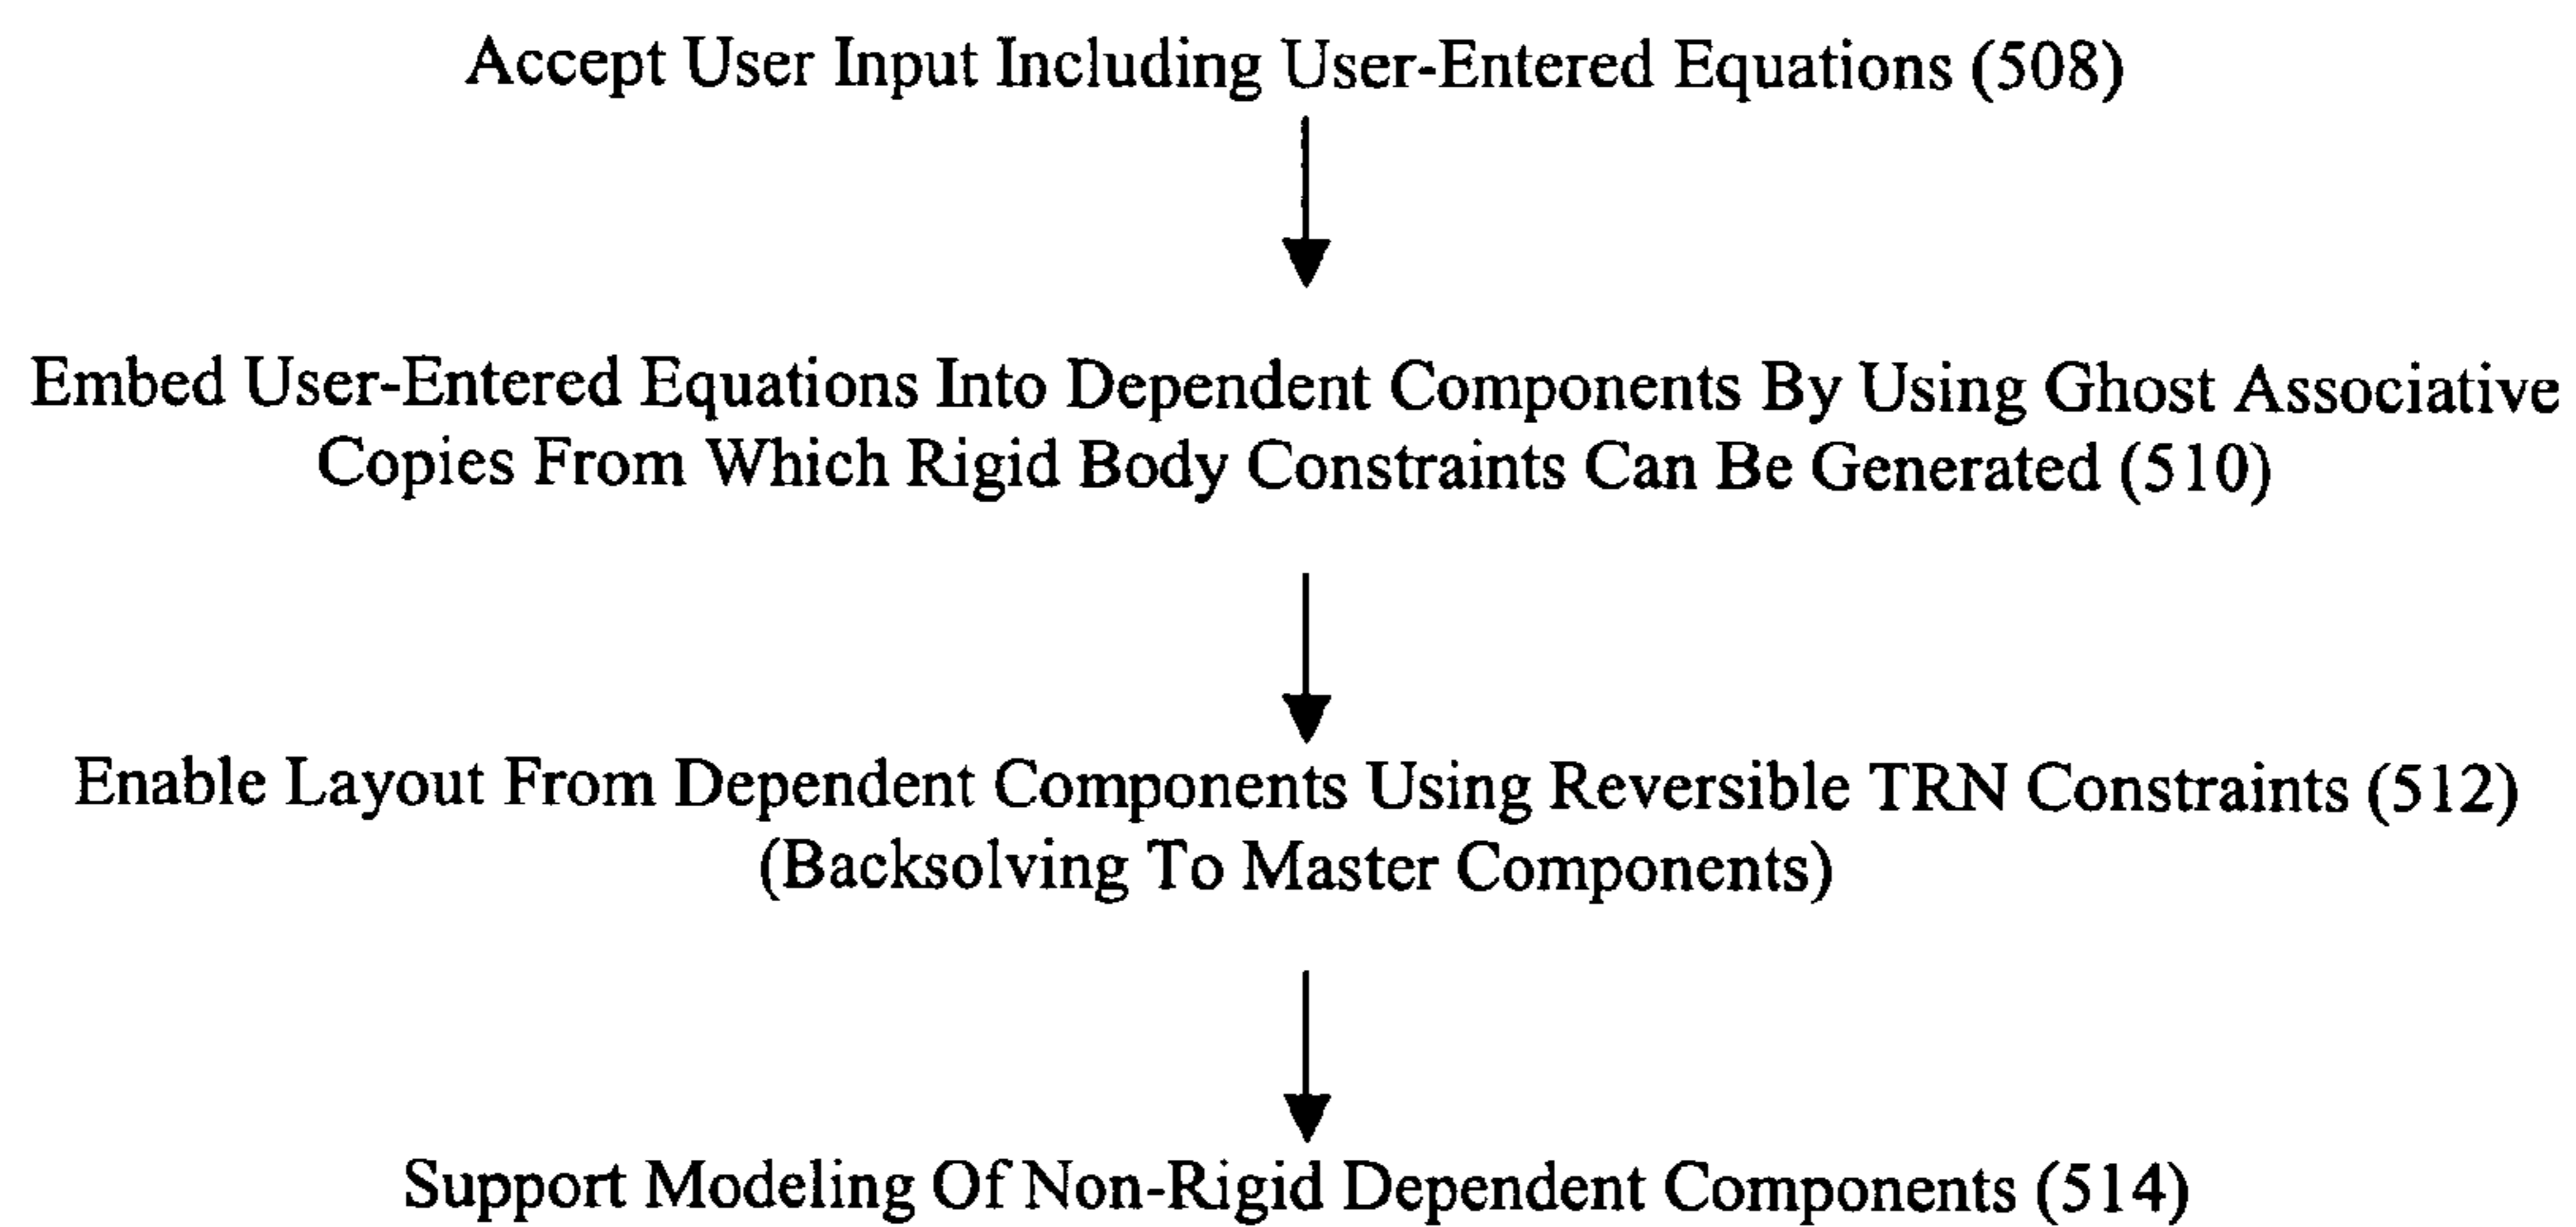 Accept User Input Including User-Entered Equations (508)
Embed User-Entered Equations Into Dependent Components By Using Ghost Associative
Copies From Which Rigid Body Constraints Can Be Generated (510)
Enable Layout From Dependent Components Using Reversible TRN Constraints (512)
(Backsolving To Master Components)
Support Modeling Of Non-Rigid Dependent Components (514)